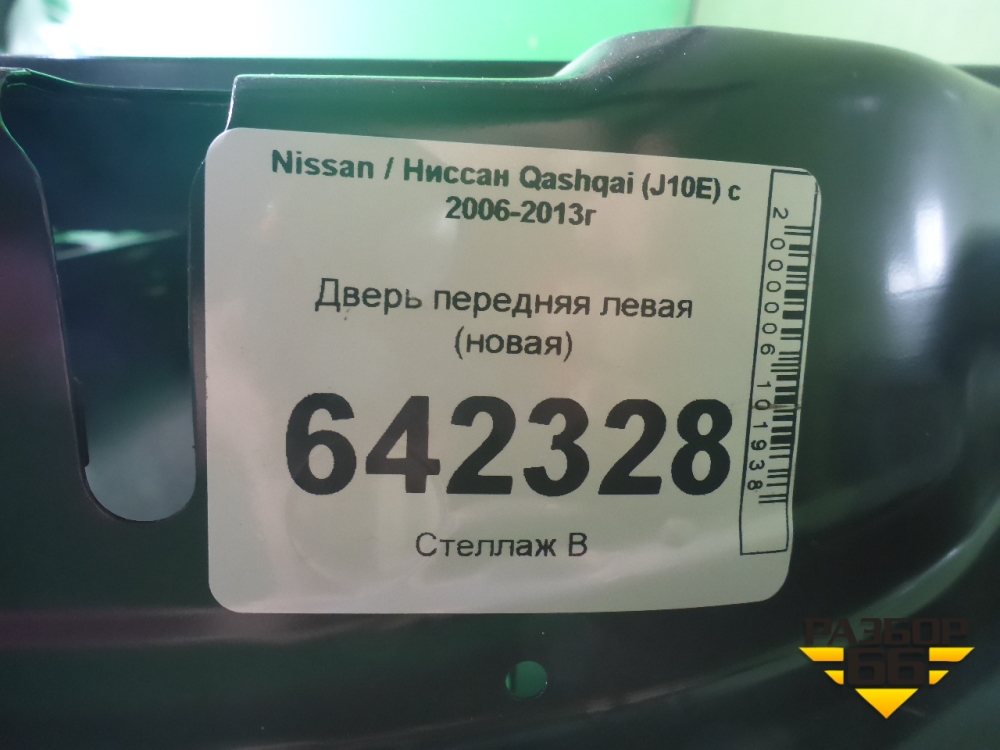 Nissan / Ниссан Qashqai (J10E) с
2006-2013г
Дверь передняя левая
(новая)
642328
Стеллаж В
2000006101938
РАЗБОР
66